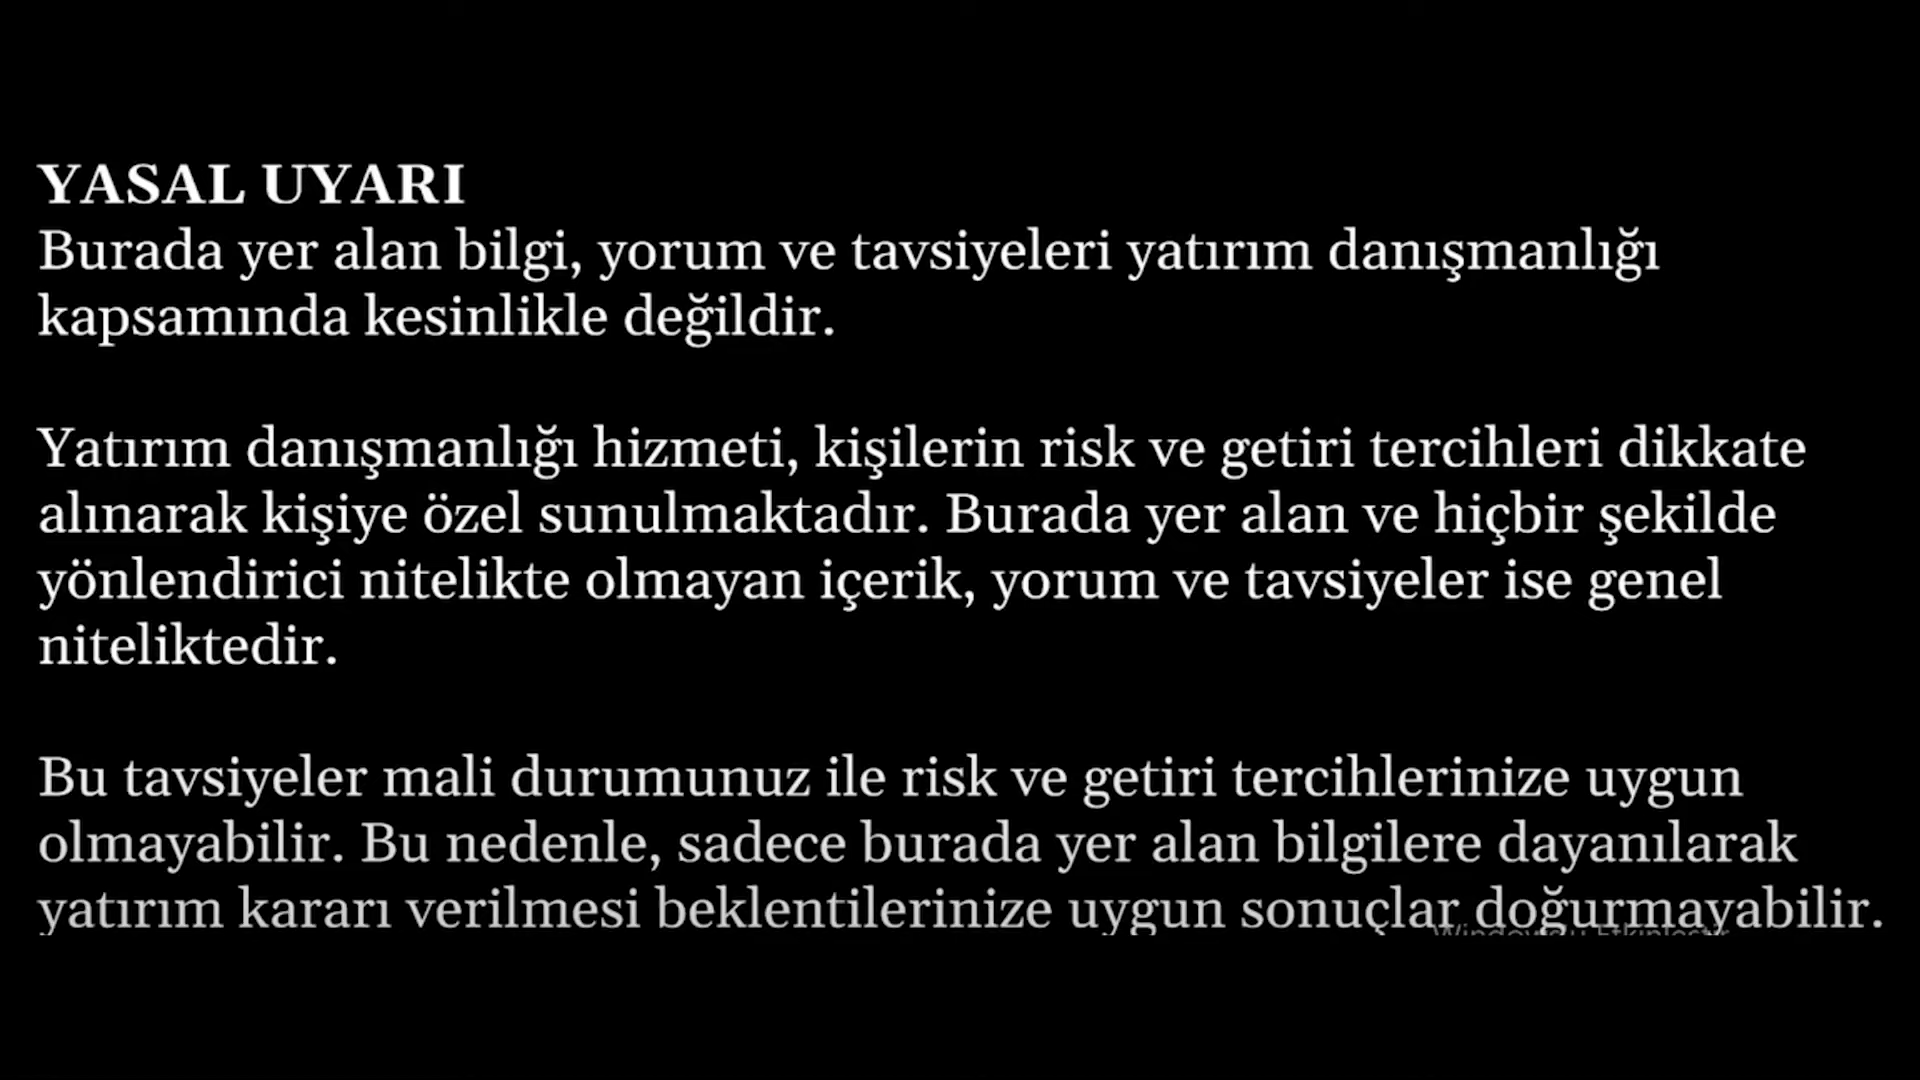 YASAL UYARI
Burada yer alan bilgi, yorum ve tavsiyeleri yatırım danışmanlığı
kapsamında kesinlikle değildir.
Yatırım danışmanlığı hizmeti, kişilerin risk ve getiri tercihleri dikkate
alınarak kişiye özel sunulmaktadır. Burada yer alan ve hiçbir şekilde
yönlendirici nitelikte olmayan içerik, yorum ve tavsiyeler ise genel
niteliktedir.
Bu tavsiyeler mali durumunuz ile risk ve getiri tercihlerinize uygun
olmayabilir. Bu nedenle, sadece burada yer alan bilgilere dayanılarak
yatırım kararı verilmesi beklentilerinize uygun sonuçlar doğurmayabilir.